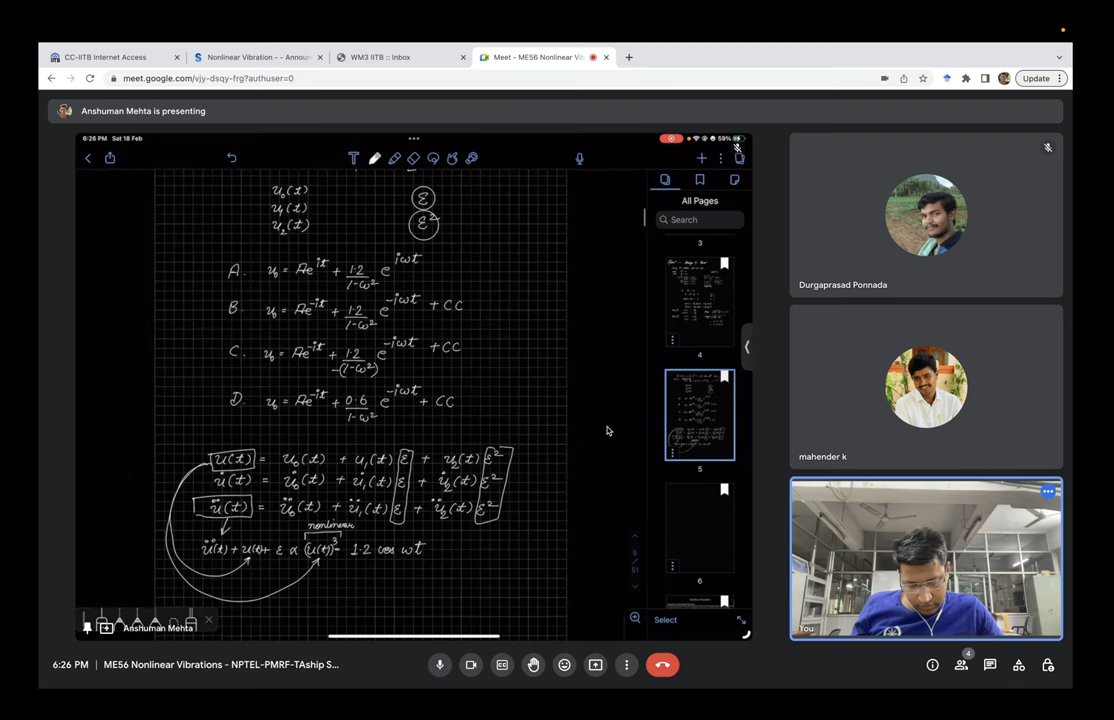 CC-IITB Internet Access
Nonlinear Vibration - - Announ
WM3 IITB :: Inbox
Meet - ME56 Nonlinear Vib
meet.google.com/vjy-dsqy-frg?authuser=0
Update
Anshuman Mehta is presenting
6:26 PM Sat 18 Feb
59%
All Pages
Search
u₀(t)
u₁(t) ε
u₂(t) ε²
A. u₀ = Ae^{it} + 1.2/(1-ω²) e^{iωt}
B. u₀ = Ae^{-it} + 1.2/(1-ω²) e^{-iωt} + CC
C. u₀ = Ae^{-it} + 1.2/-(1-ω²) e^{-iωt} + CC
D. u₀ = Ae^{-it} + 0.6/(1-ω²) e^{-iωt} + CC
u(t) = u₀(t) + u₁(t) ε + u₂(t) ε²
u̇(t) = u̇₀(t) + u̇₁(t) ε + u̇₂(t) ε²
ü(t) = ü₀(t) + ü₁(t) ε + ü₂(t) ε²
nonlinear
ü(t) + u(t) + ε α (u(t))³ = 1.2 cos ωt
3
4
5
6
5
51
Select
Anshuman Mehta
Durgaprasad Ponnada
mahender k
You
6:26 PM | ME56 Nonlinear Vibrations - NPTEL-PMRF-TAship S...
4